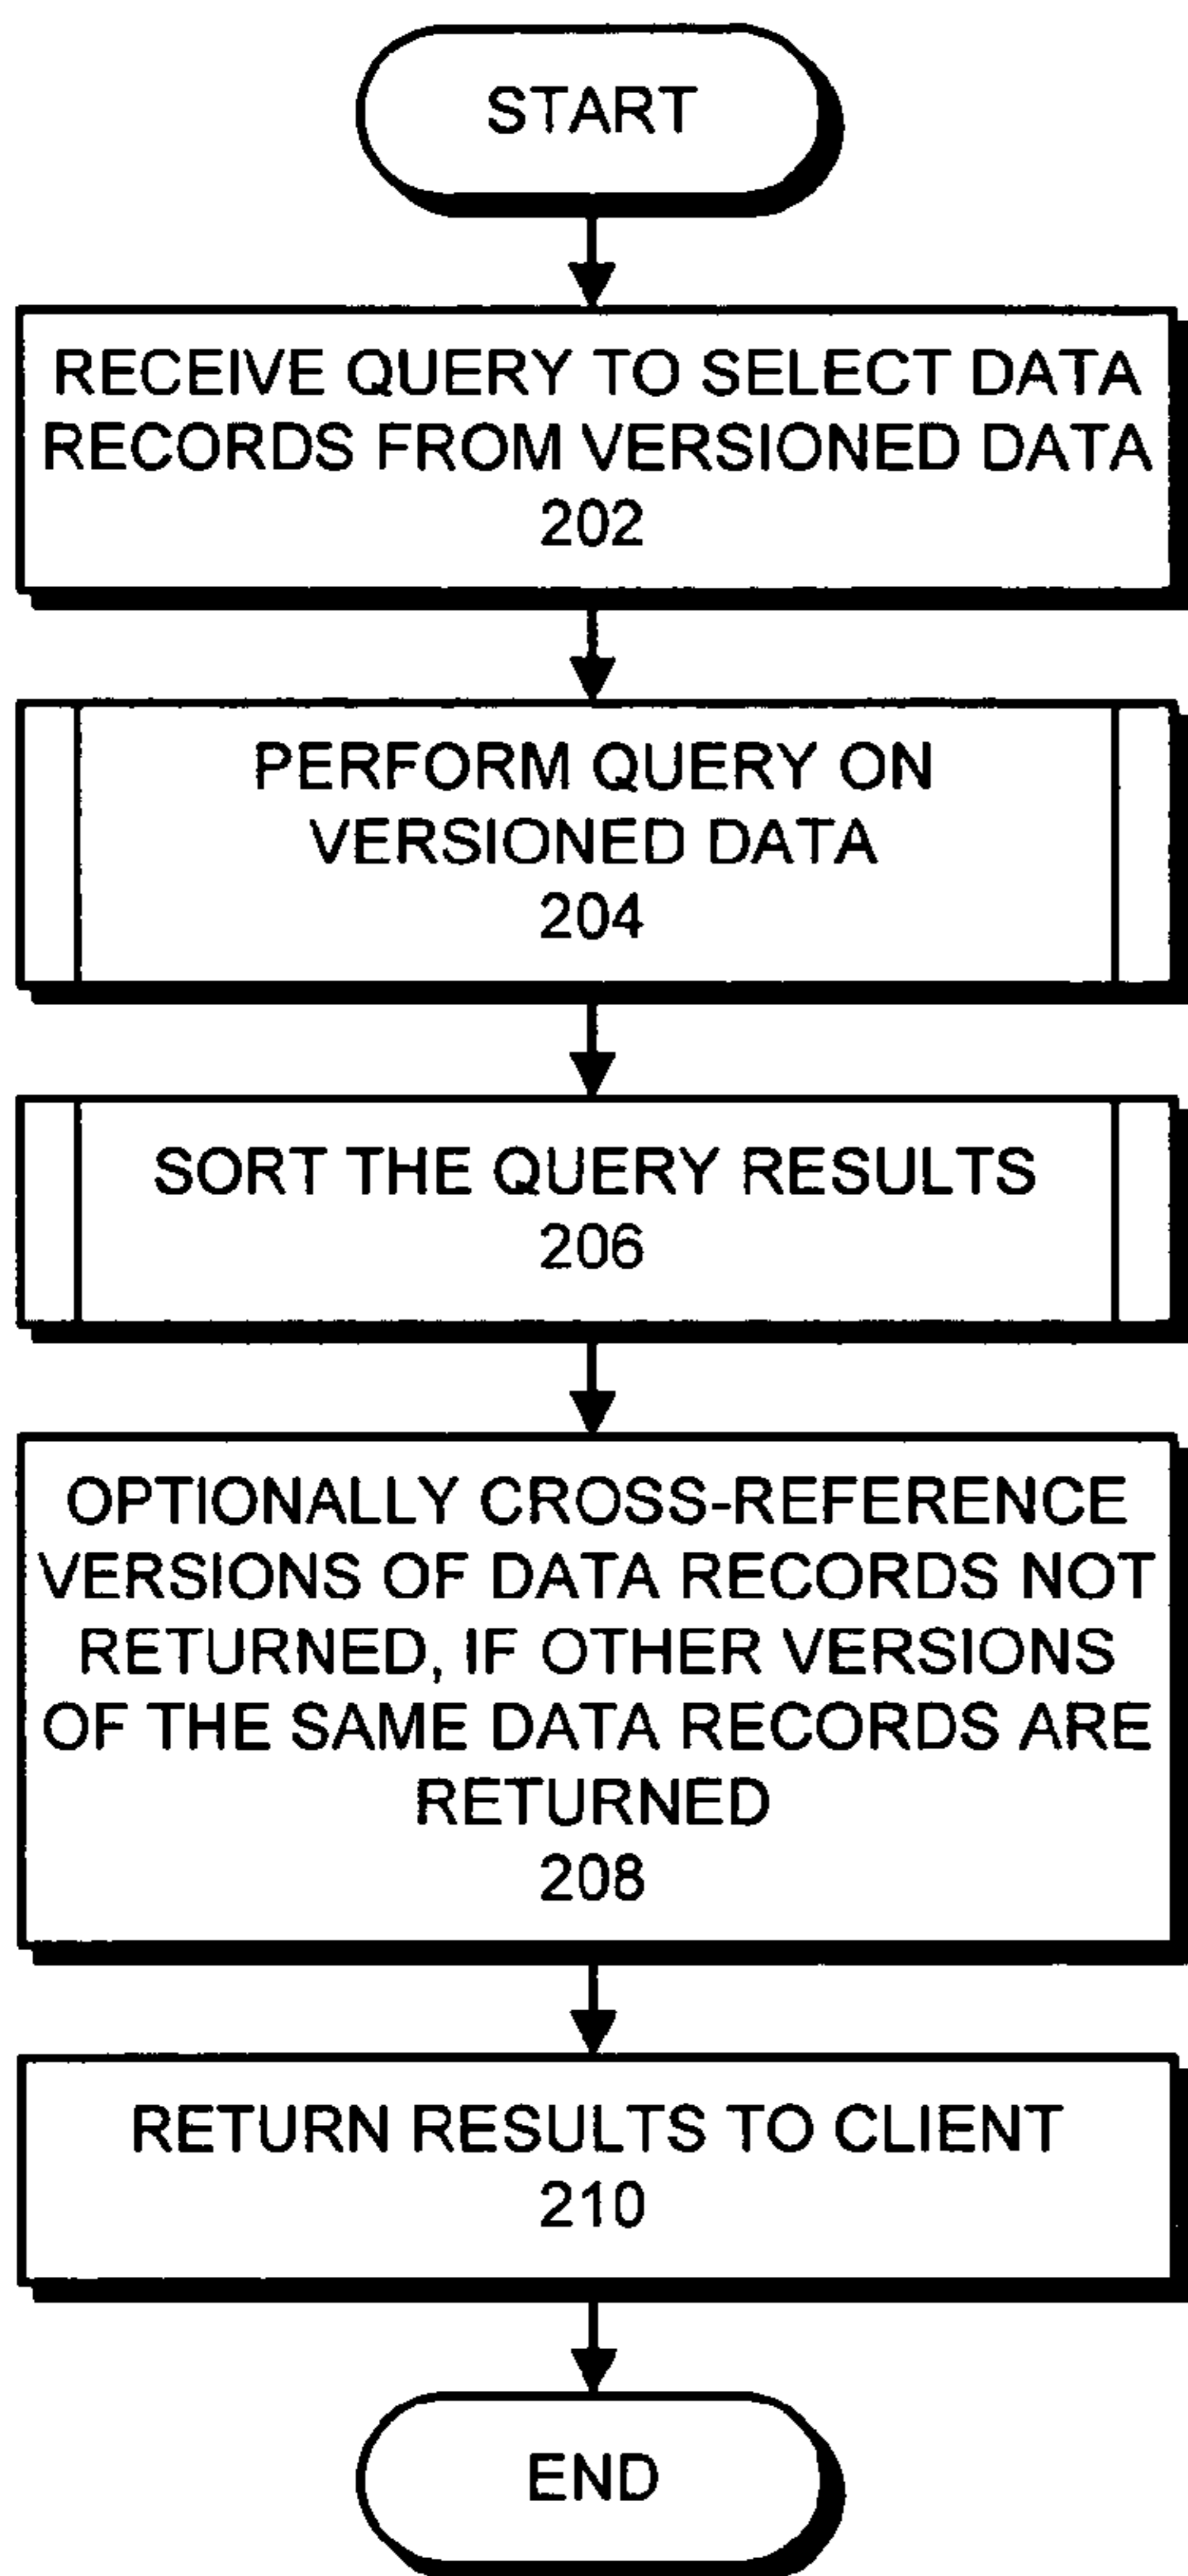 START
RECEIVE QUERY TO SELECT DATA
RECORDS FROM VERSIONED DATA
202
PERFORM QUERY ON
VERSIONED DATA
204
SORT THE QUERY RESULTS
206
OPTIONALLY CROSS-REFERENCE
VERSIONS OF DATA RECORDS NOT
RETURNED, IF OTHER VERSIONS
OF THE SAME DATA RECORDS ARE
RETURNED
208
RETURN RESULTS TO CLIENT
210
END